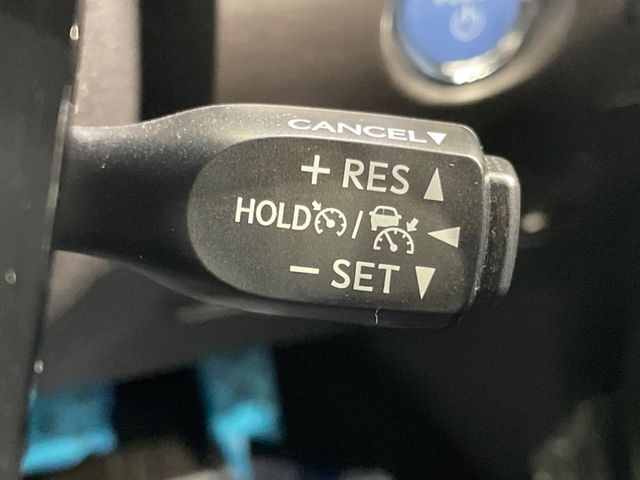 CANCEL▼
+ RES ▲
HOLD / ◀
− SET ▼